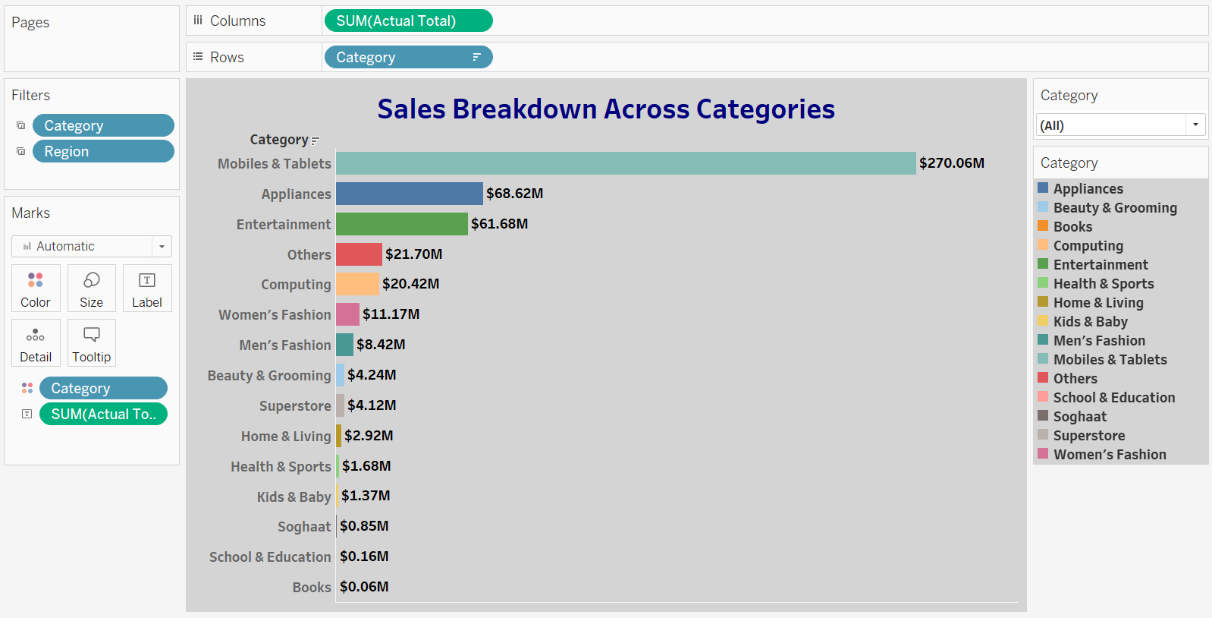 Pages
Columns
SUM(Actual Total)
Rows
Category
Filters
Category
Region
Marks
Automatic
Color
Size
Label
Detail
Tooltip
Category
SUM(Actual To..
Sales Breakdown Across Categories
Category
Mobiles & Tablets $270.06M
Appliances $68.62M
Entertainment $61.68M
Others $21.70M
Computing $20.42M
Women's Fashion $11.17M
Men's Fashion $8.42M
Beauty & Grooming $4.24M
Superstore $4.12M
Home & Living $2.92M
Health & Sports $1.68M
Kids & Baby $1.37M
Soghaat $0.85M
School & Education $0.16M
Books $0.06M
Category
(All)
Category
Appliances
Beauty & Grooming
Books
Computing
Entertainment
Health & Sports
Home & Living
Kids & Baby
Men's Fashion
Mobiles & Tablets
Others
School & Education
Soghaat
Superstore
Women's Fashion